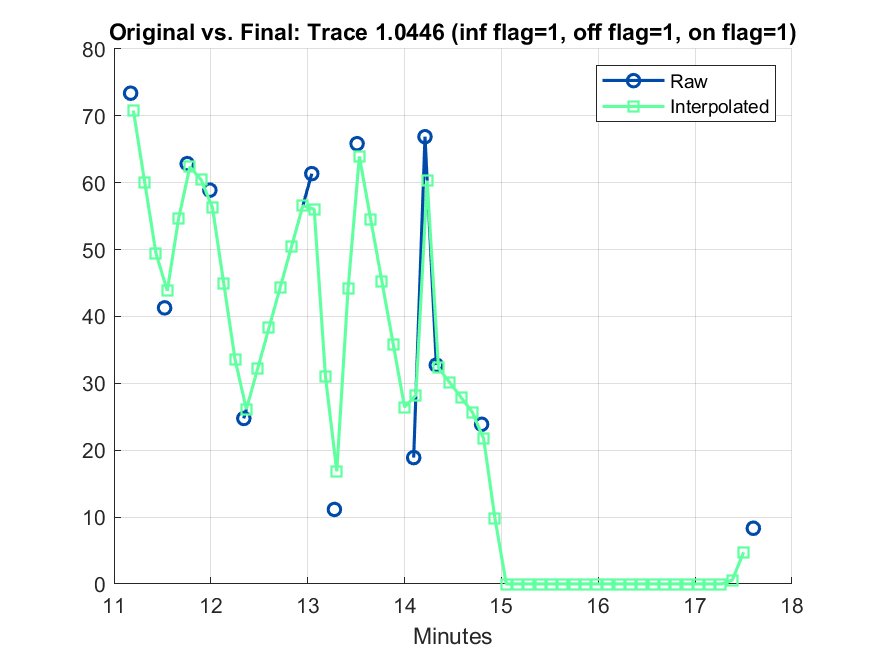 Original vs. Final: Trace 1.0446 (inf flag=1, off flag=1, on flag=1)
80
70
60
50
40
30
20
10
0
Raw
Interpolated
11 12 13 14 15 16 17 18
Minutes